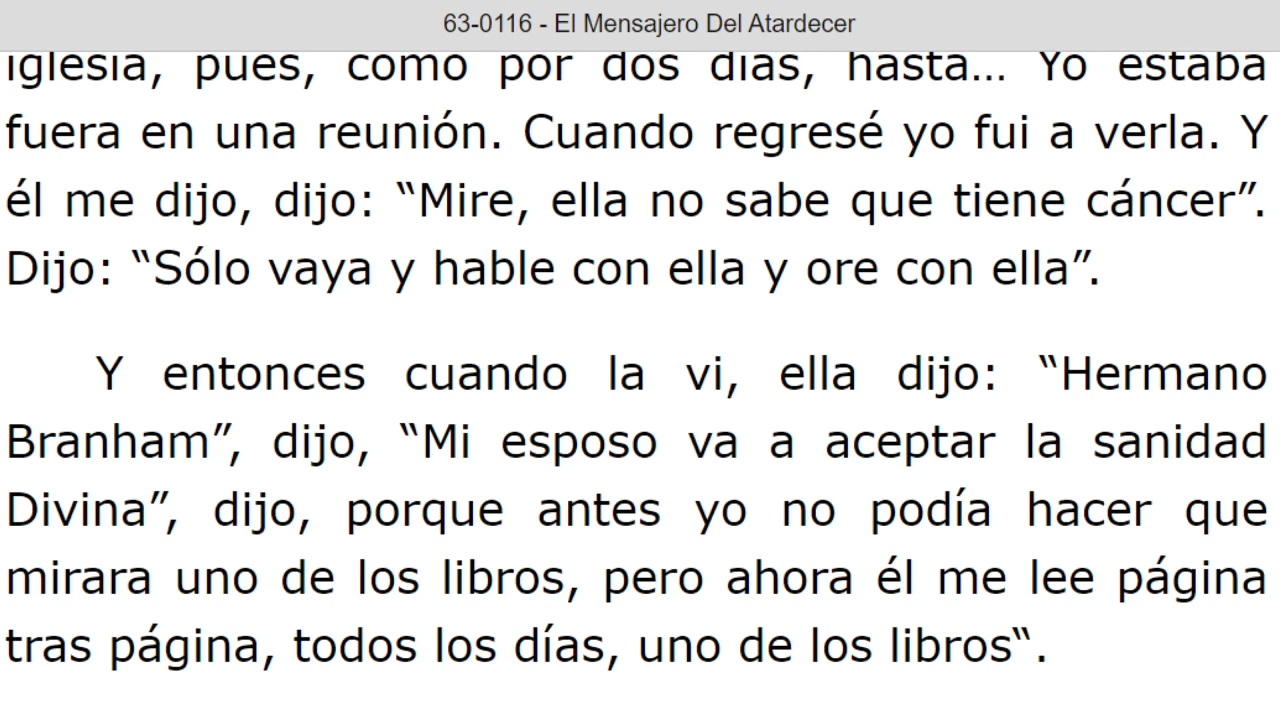 63-0116 - El Mensajero Del Atardecer
iglesia, pues, como por dos días, hasta... Yo estaba
fuera en una reunión. Cuando regresé yo fui a verla. Y
él me dijo, dijo: “Mire, ella no sabe que tiene cáncer”.
Dijo: “Sólo vaya y hable con ella y ore con ella”.
Y entonces cuando la vi, ella dijo: “Hermano
Branham”, dijo, “Mi esposo va a aceptar la sanidad
Divina”, dijo, porque antes yo no podía hacer que
mirara uno de los libros, pero ahora él me lee página
tras página, todos los días, uno de los libros“.